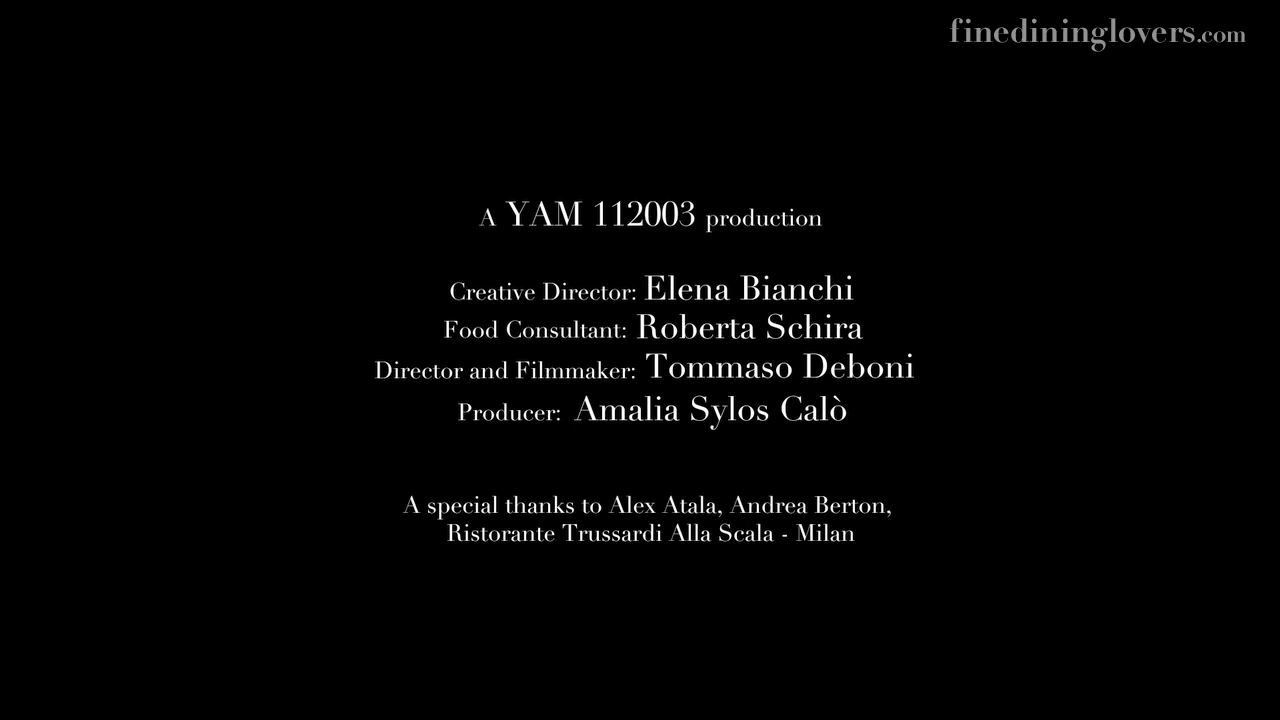 finedininglovers.com
A YAM 112003 production
Creative Director: Elena Bianchi
Food Consultant: Roberta Schira
Director and Filmmaker: Tommaso Deboni
Producer: Amalia Sylos Calò
A special thanks to Alex Atala, Andrea Berton,
Ristorante Trussardi Alla Scala - Milan